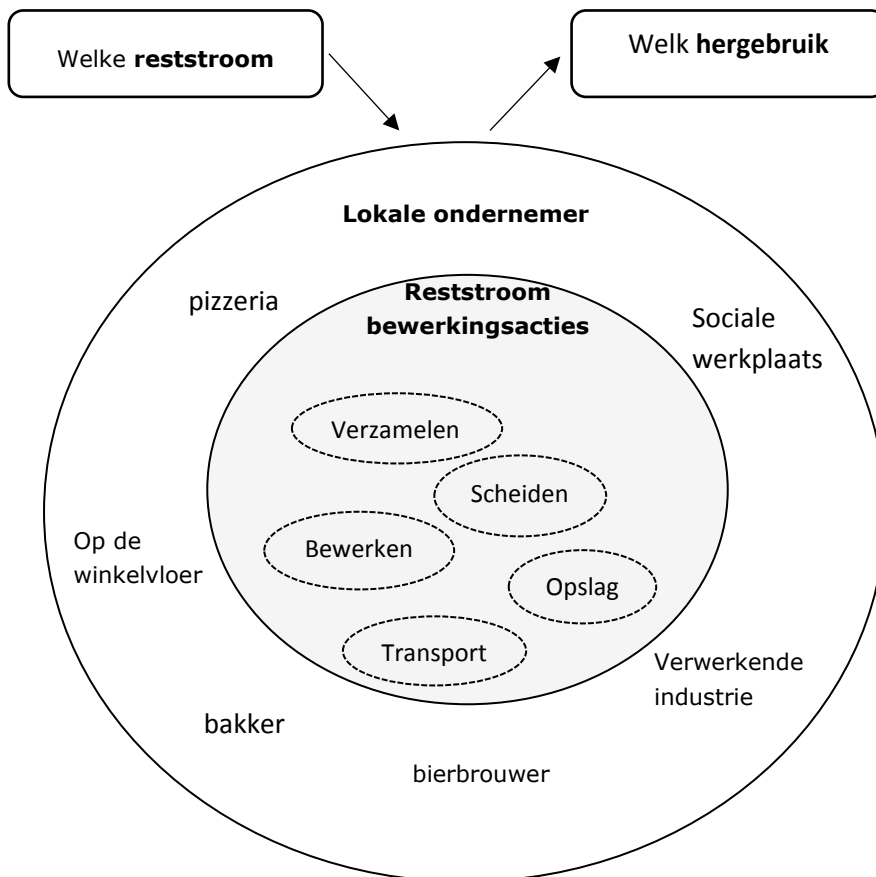 Welke reststroom
Welk hergebruik
Lokale ondernemer
pizzeria
Reststroom
bewerkingsacties
Sociale
werkplaats
Verzamelen
Scheiden
Bewerken
Op de
winkelvloer
Opslag
Transport
Verwerkende
industrie
bakker
bierbrouwer